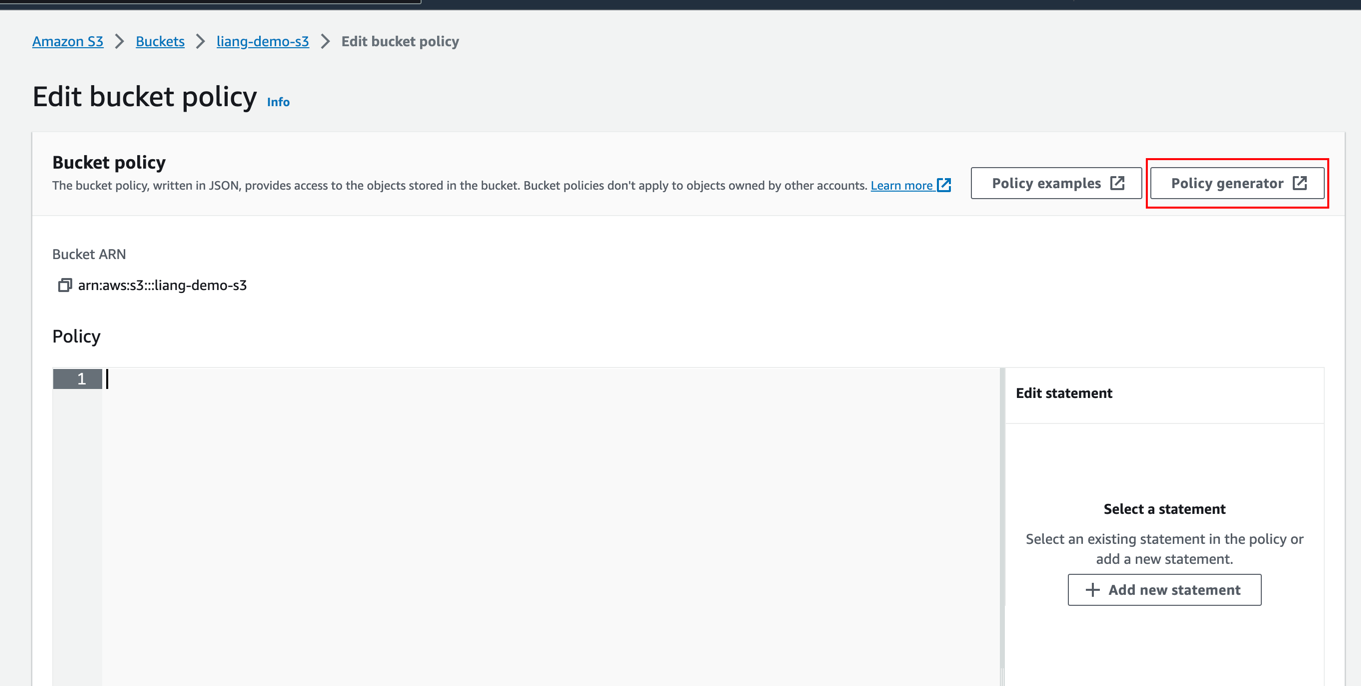 Amazon S3 > Buckets > liang-demo-s3 > Edit bucket policy
Edit bucket policy Info
Bucket policy
The bucket policy, written in JSON, provides access to the objects stored in the bucket. Bucket policies don't apply to objects owned by other accounts. Learn more
Policy examples
Policy generator
Bucket ARN
arn:aws:s3:::liang-demo-s3
Policy
1
Edit statement
Select a statement
Select an existing statement in the policy or
add a new statement.
+ Add new statement